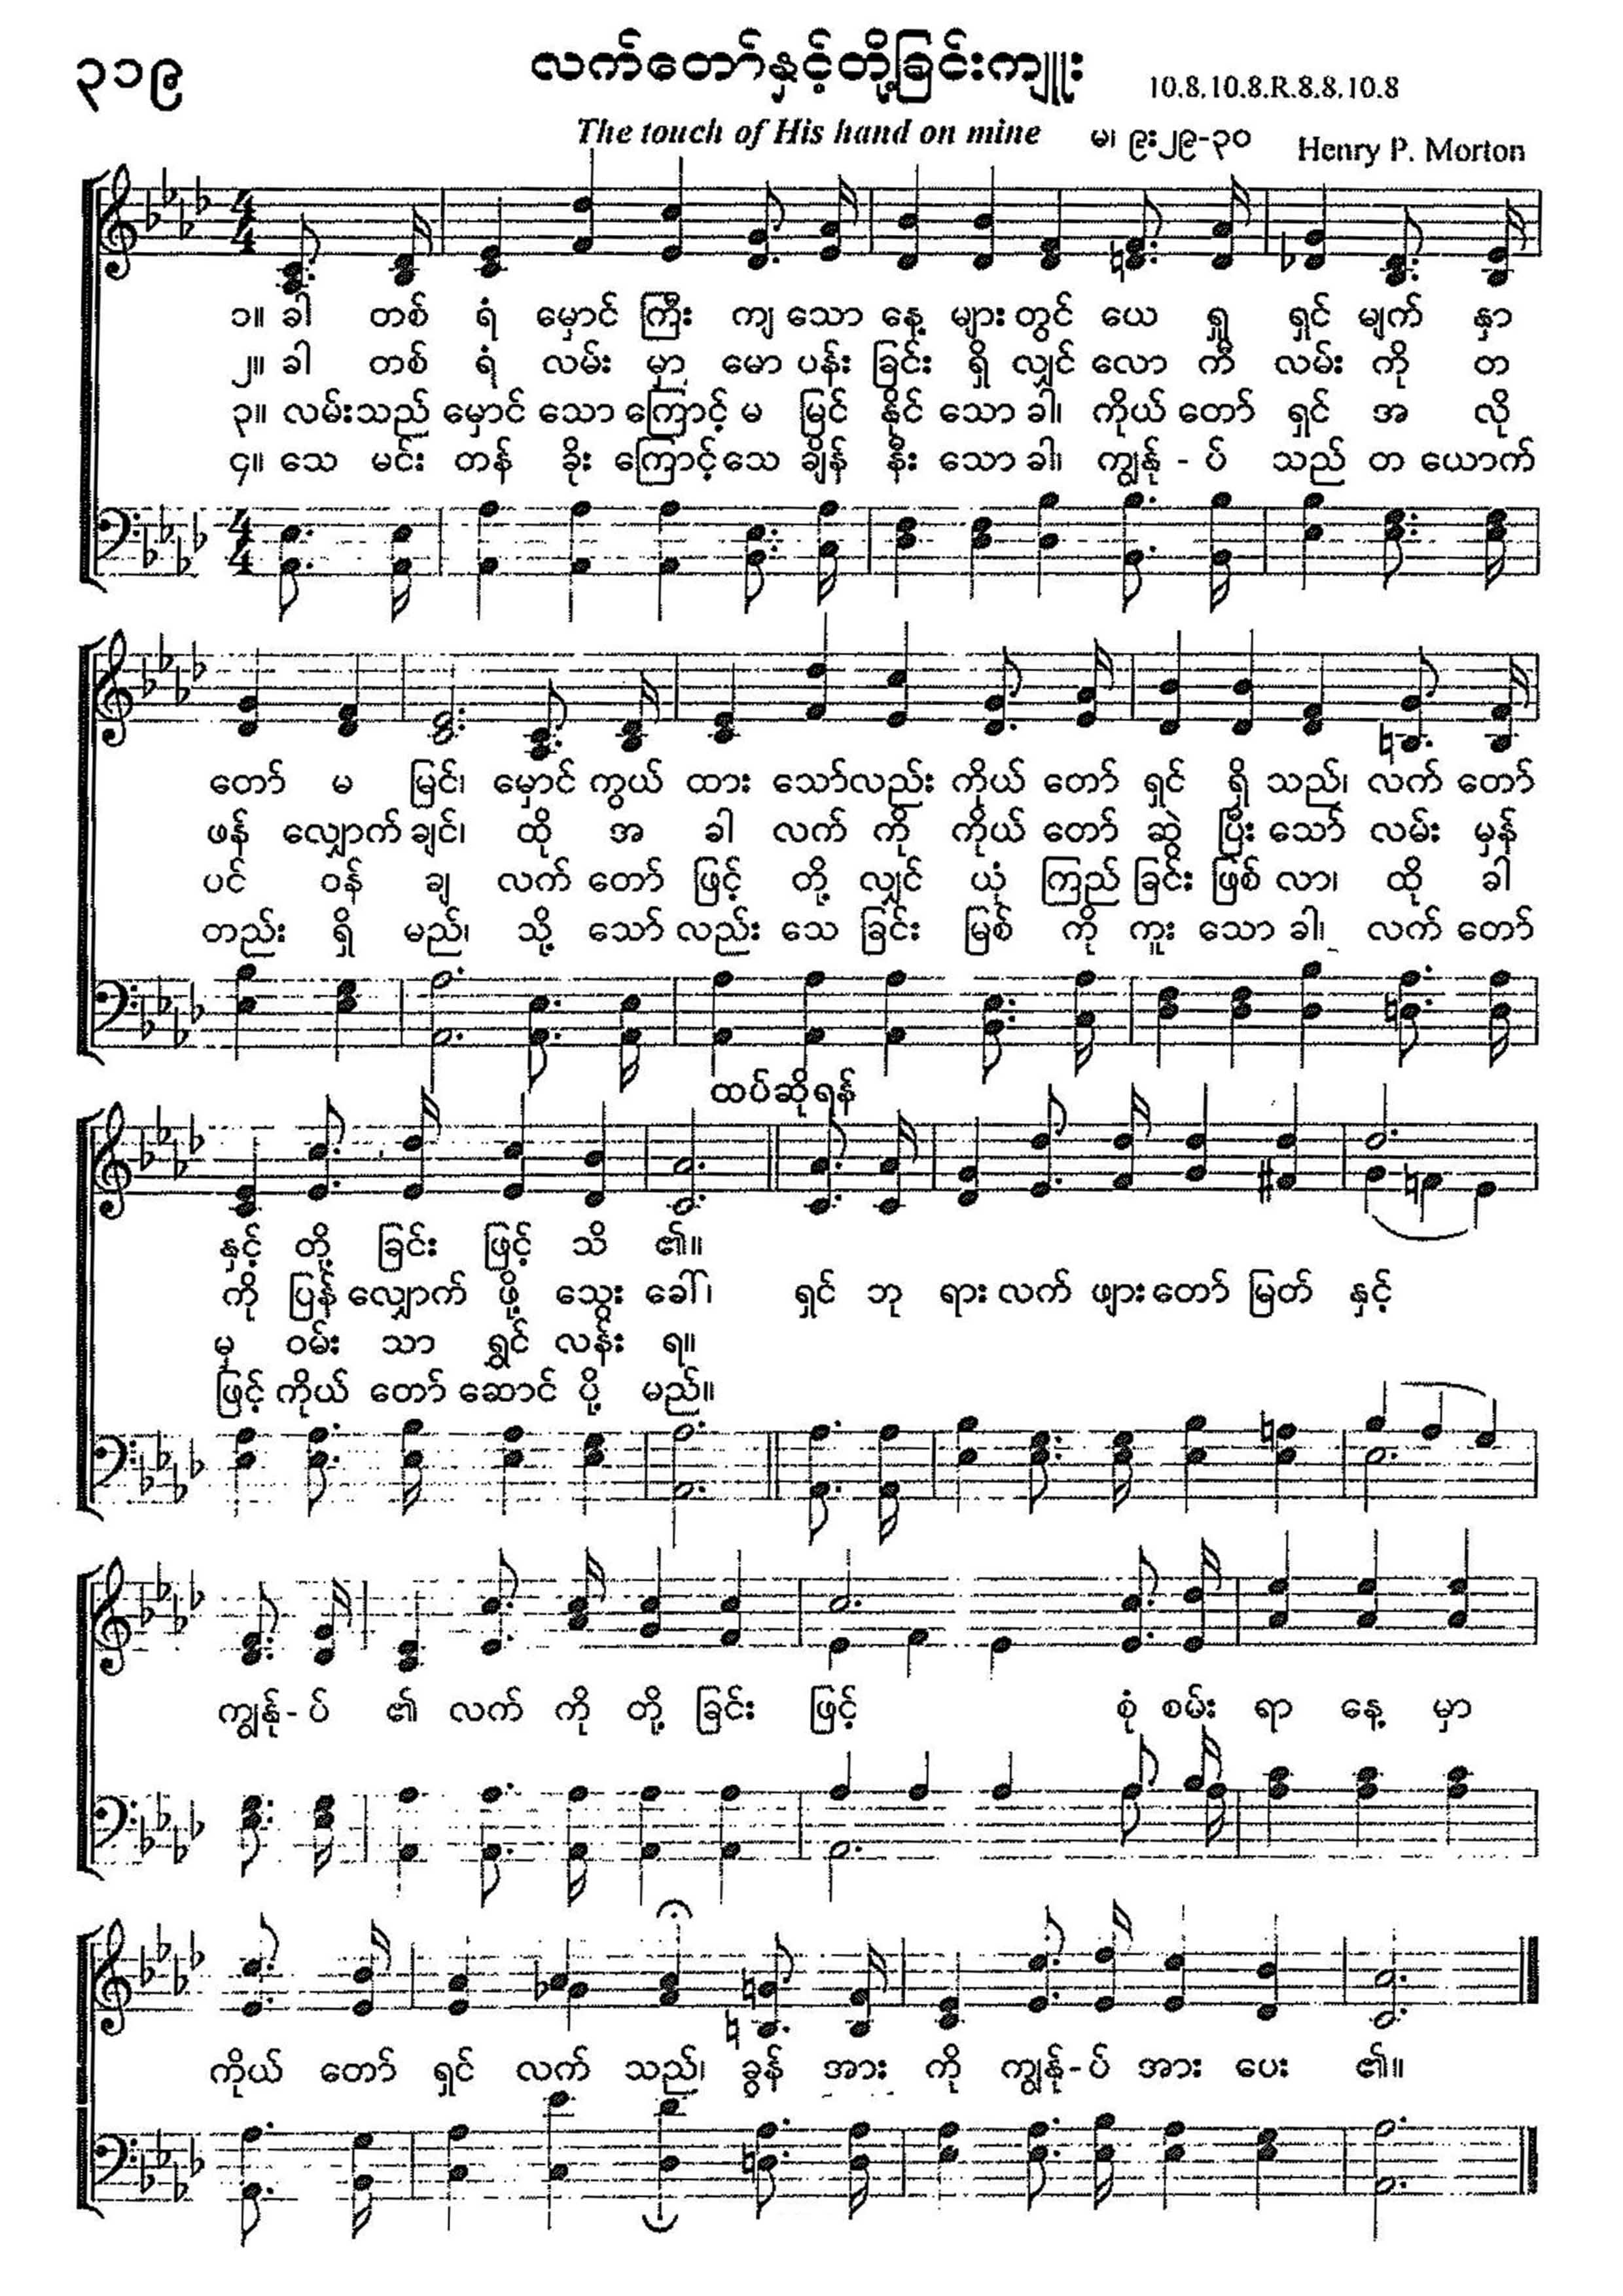 ၃၁၉
လက်တော်နှင့်တို့ခြင်းကျူး
10.8.10.8.R.8.8.10.8
The touch of His hand on mine
မ၊ ၉း၂၉-၃၀
Henry P. Morton
၁။ ခါ တစ် ရံ မှောင် ကြီး ကျ သော နေ့ များ တွင် ယေ ရှု ရှင် မျက် နှာ
၂။ ခါ တစ် ရံ လမ်း မှာ မော ပန်း ခြင်း ရှိ လျှင် လော ကီ လမ်း ကို တ
၃။ လမ်းသည် မှောင် သော ကြောင့် မ မြင် နိုင် သော ခါ၊ ကိုယ် တော် ရှင် အ လို
၄။ သေ မင်း တန် ခိုး ကြောင့်သေ ချိန် နီး သော ခါ၊ ကျွန်ု - ပ် သည် တ ယောက်
တော် မ မြင်၊ မှောင် ကွယ် ထား သော်လည်း ကိုယ် တော် ရှင် ရှိ သည်၊ လက် တော်
ဖန် လျှောက် ချင်၊ ထို အ ခါ လက် ကို ကိုယ် တော် ဆွဲ ပြီး သော် လမ်း မှန်
ပင် ဝန် ချ လက် တော် ဖြင့် တို့ လျှင် ယုံ ကြည် ခြင်း ဖြစ် လာ၊ ထို ခါ
တည်း ရှိ မည်၊ သို့ သော် လည်း သေ ခြင်း မြစ် ကို ကူး သော ခါ၊ လက် တော်
ထပ်ဆိုရန်
နှင့် တို့ ခြင်း ဖြင့် သိ ၏။
ကို ပြန် လျှောက် ဖို့ သွေး ခေါ်၊ ရှင် ဘု ရား လက် ဖျား တော် မြတ် နှင့်
မှ ဝမ်း သာ ရွှင် လန်း ရ။
ဖြင့် ကိုယ် တော် ဆောင် ပို့ မည်။
ကျွန်ု- ပ် ၏ လက် ကို တို့ ခြင်း ဖြင့် စုံ စမ်း ရာ နေ့ မှာ
ကိုယ် တော် ရှင် လက် သည်၊ ခွန် အား ကို ကျွန်ု-ပ် အား ပေး ၏။